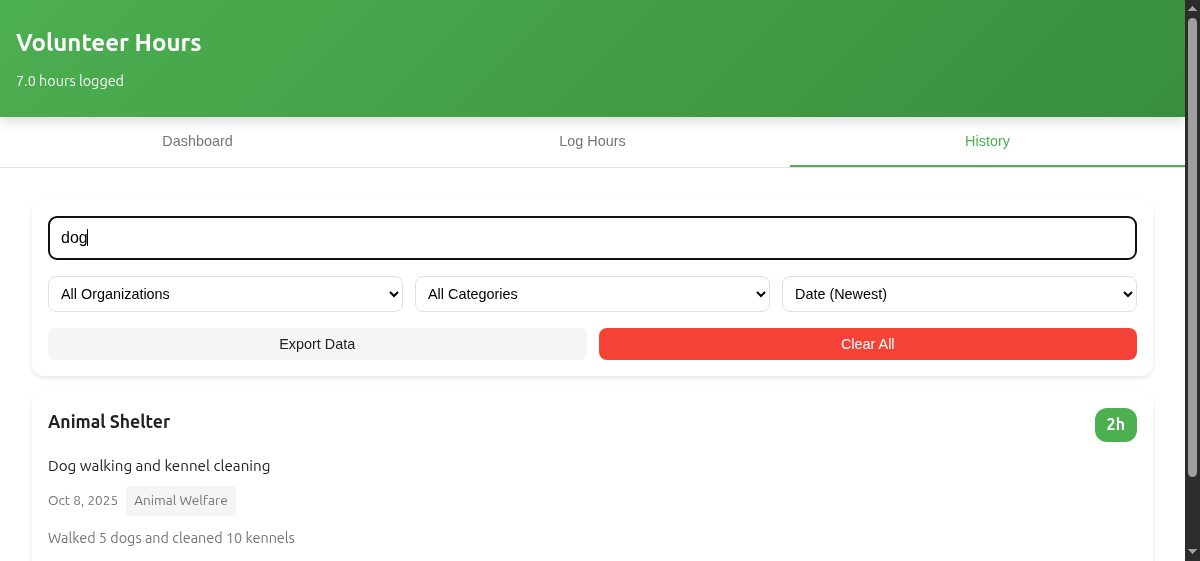 Volunteer Hours
7.0 hours logged
Dashboard
Log Hours
History
dog
All Organizations
All Categories
Date (Newest)
Export Data
Clear All
Animal Shelter
2h
Dog walking and kennel cleaning
Oct 8, 2025
Animal Welfare
Walked 5 dogs and cleaned 10 kennels